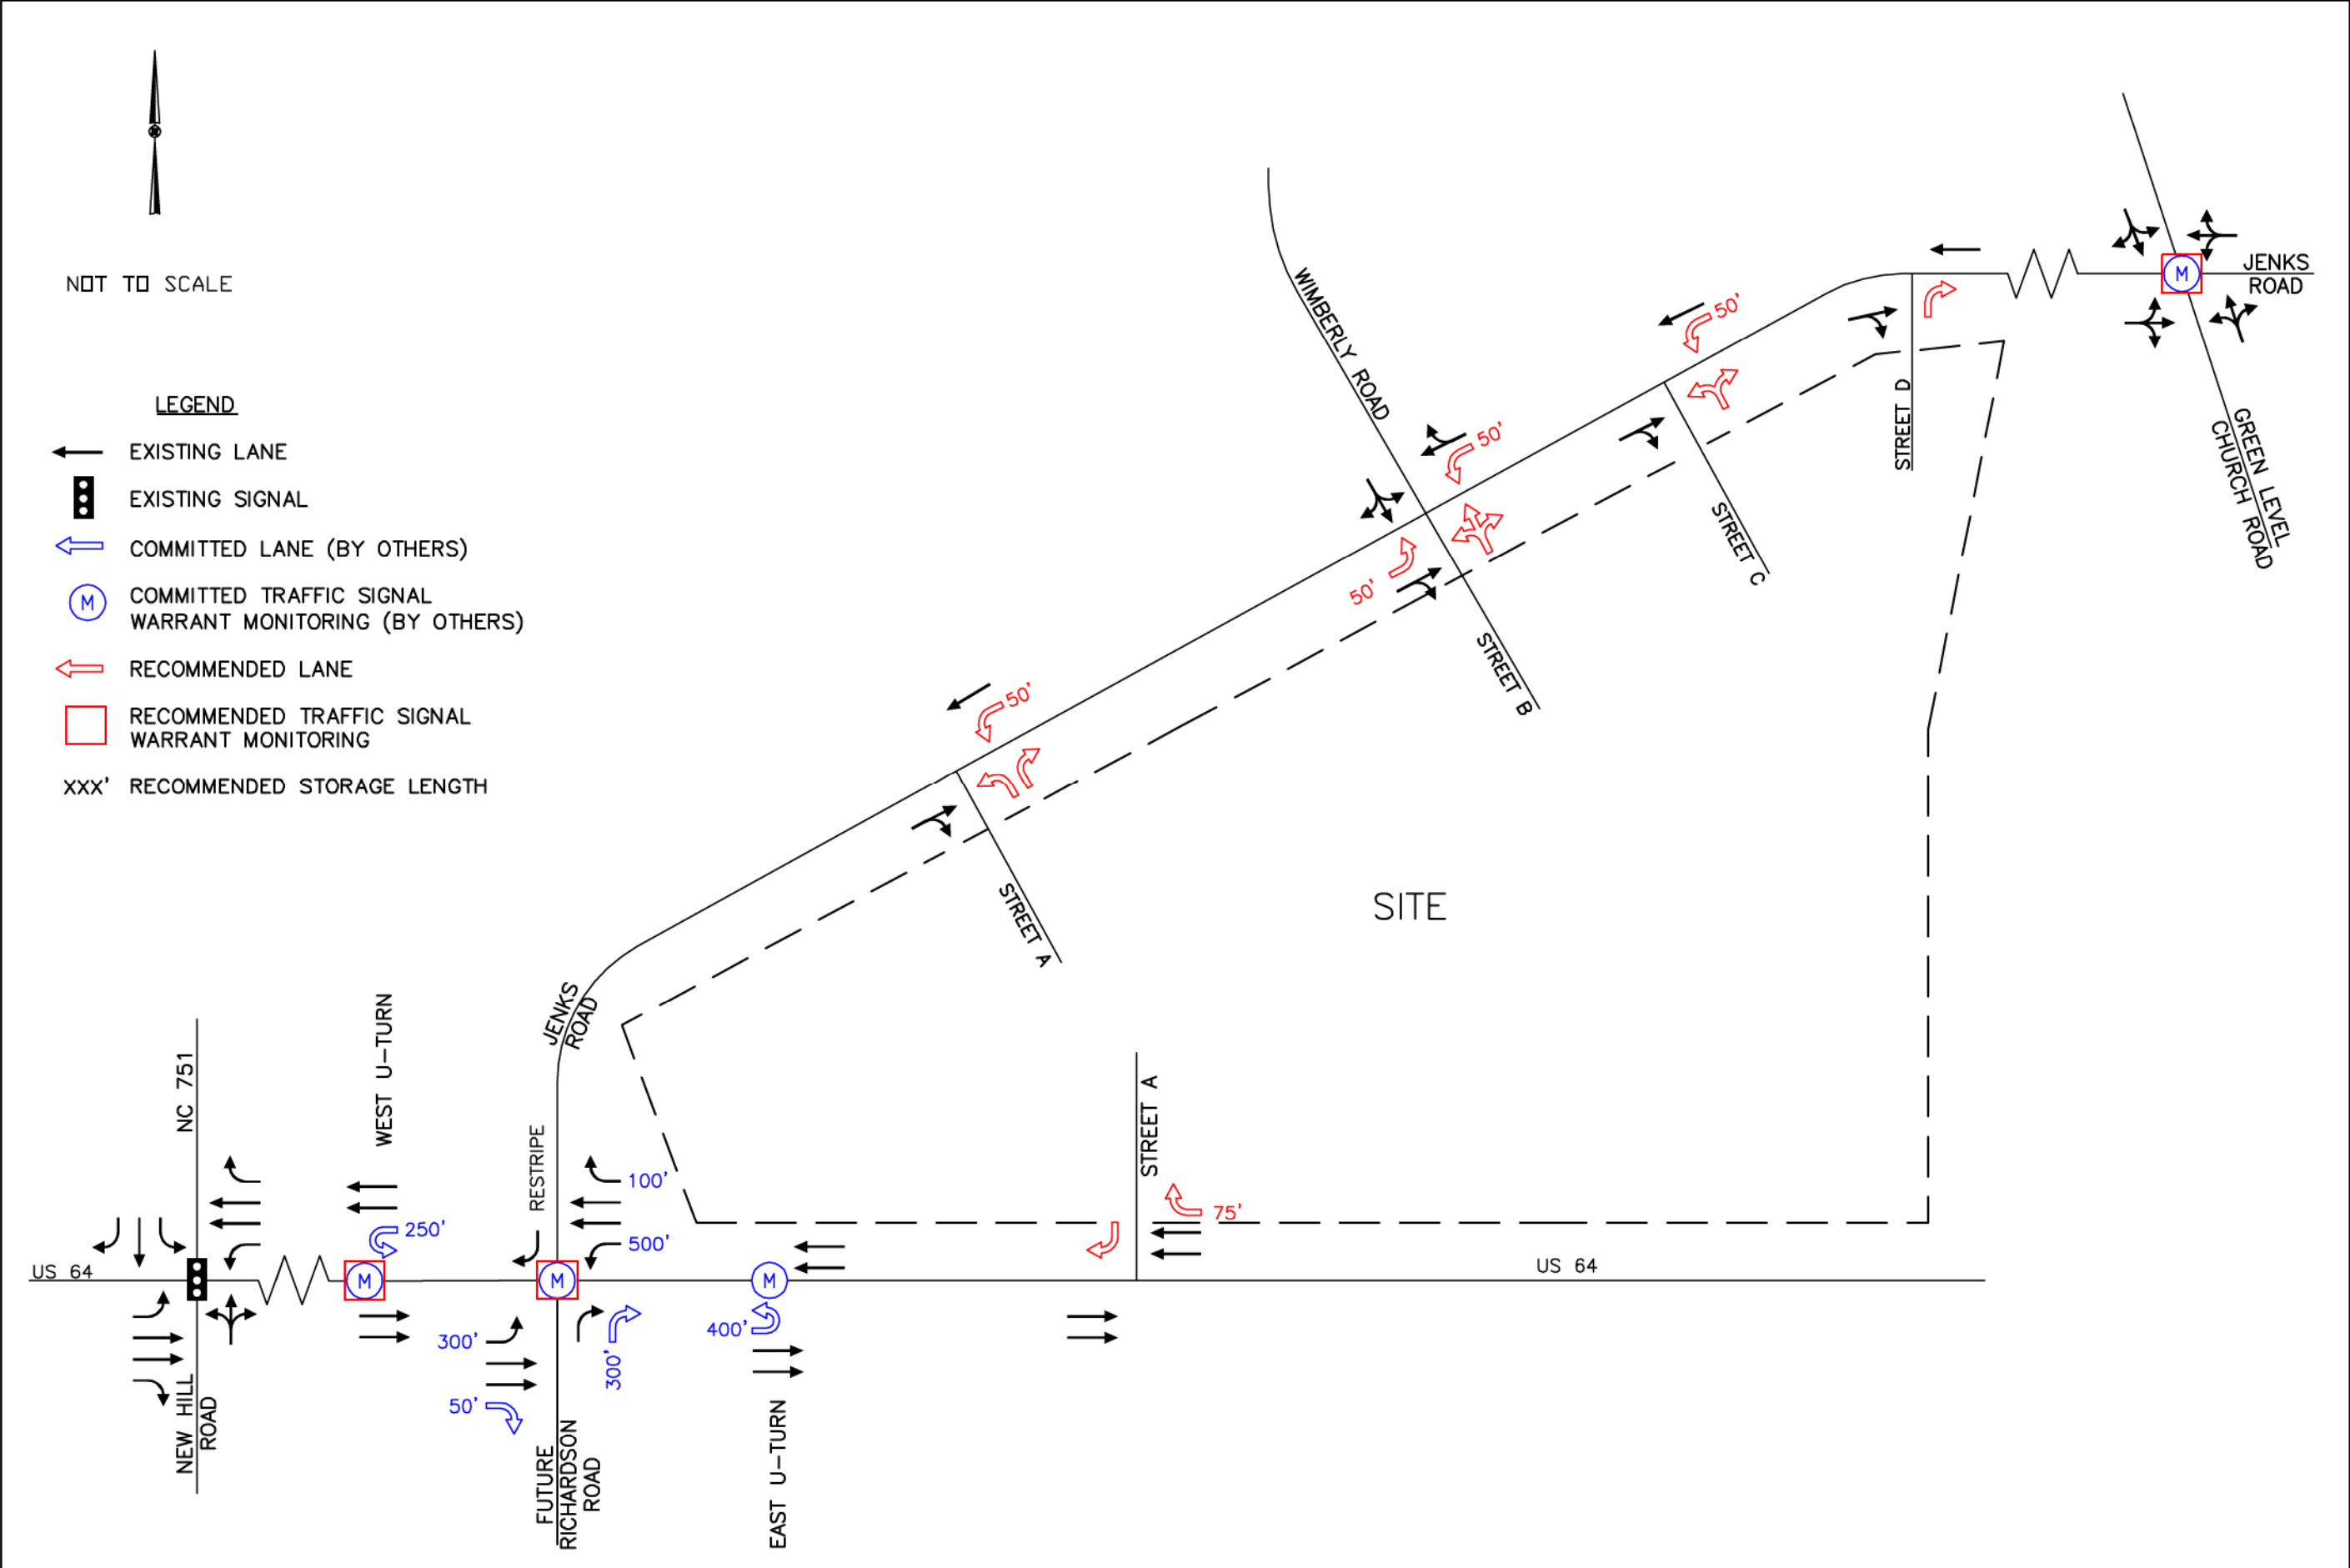 NOT TO SCALE
LEGEND
EXISTING LANE
EXISTING SIGNAL
COMMITTED LANE (BY OTHERS)
M
COMMITTED TRAFFIC SIGNAL
WARRANT MONITORING (BY OTHERS)
RECOMMENDED LANE
RECOMMENDED TRAFFIC SIGNAL
WARRANT MONITORING
XXX' RECOMMENDED STORAGE LENGTH
WIMBERLY ROAD
50'
STREET D
M
JENKS
ROAD
GREEN LEVEL
CHURCH ROAD
50'
50'
STREET C
STREET B
50'
STREET A
SITE
JENKS
ROAD
NC 751
WEST U-TURN
RESTRIPE
100'
500'
250'
STREET A
75'
US 64
M
M
M
US 64
300'
50'
300'
400'
NEW HILL
ROAD
FUTURE
RICHARDSON
ROAD
EAST U-TURN